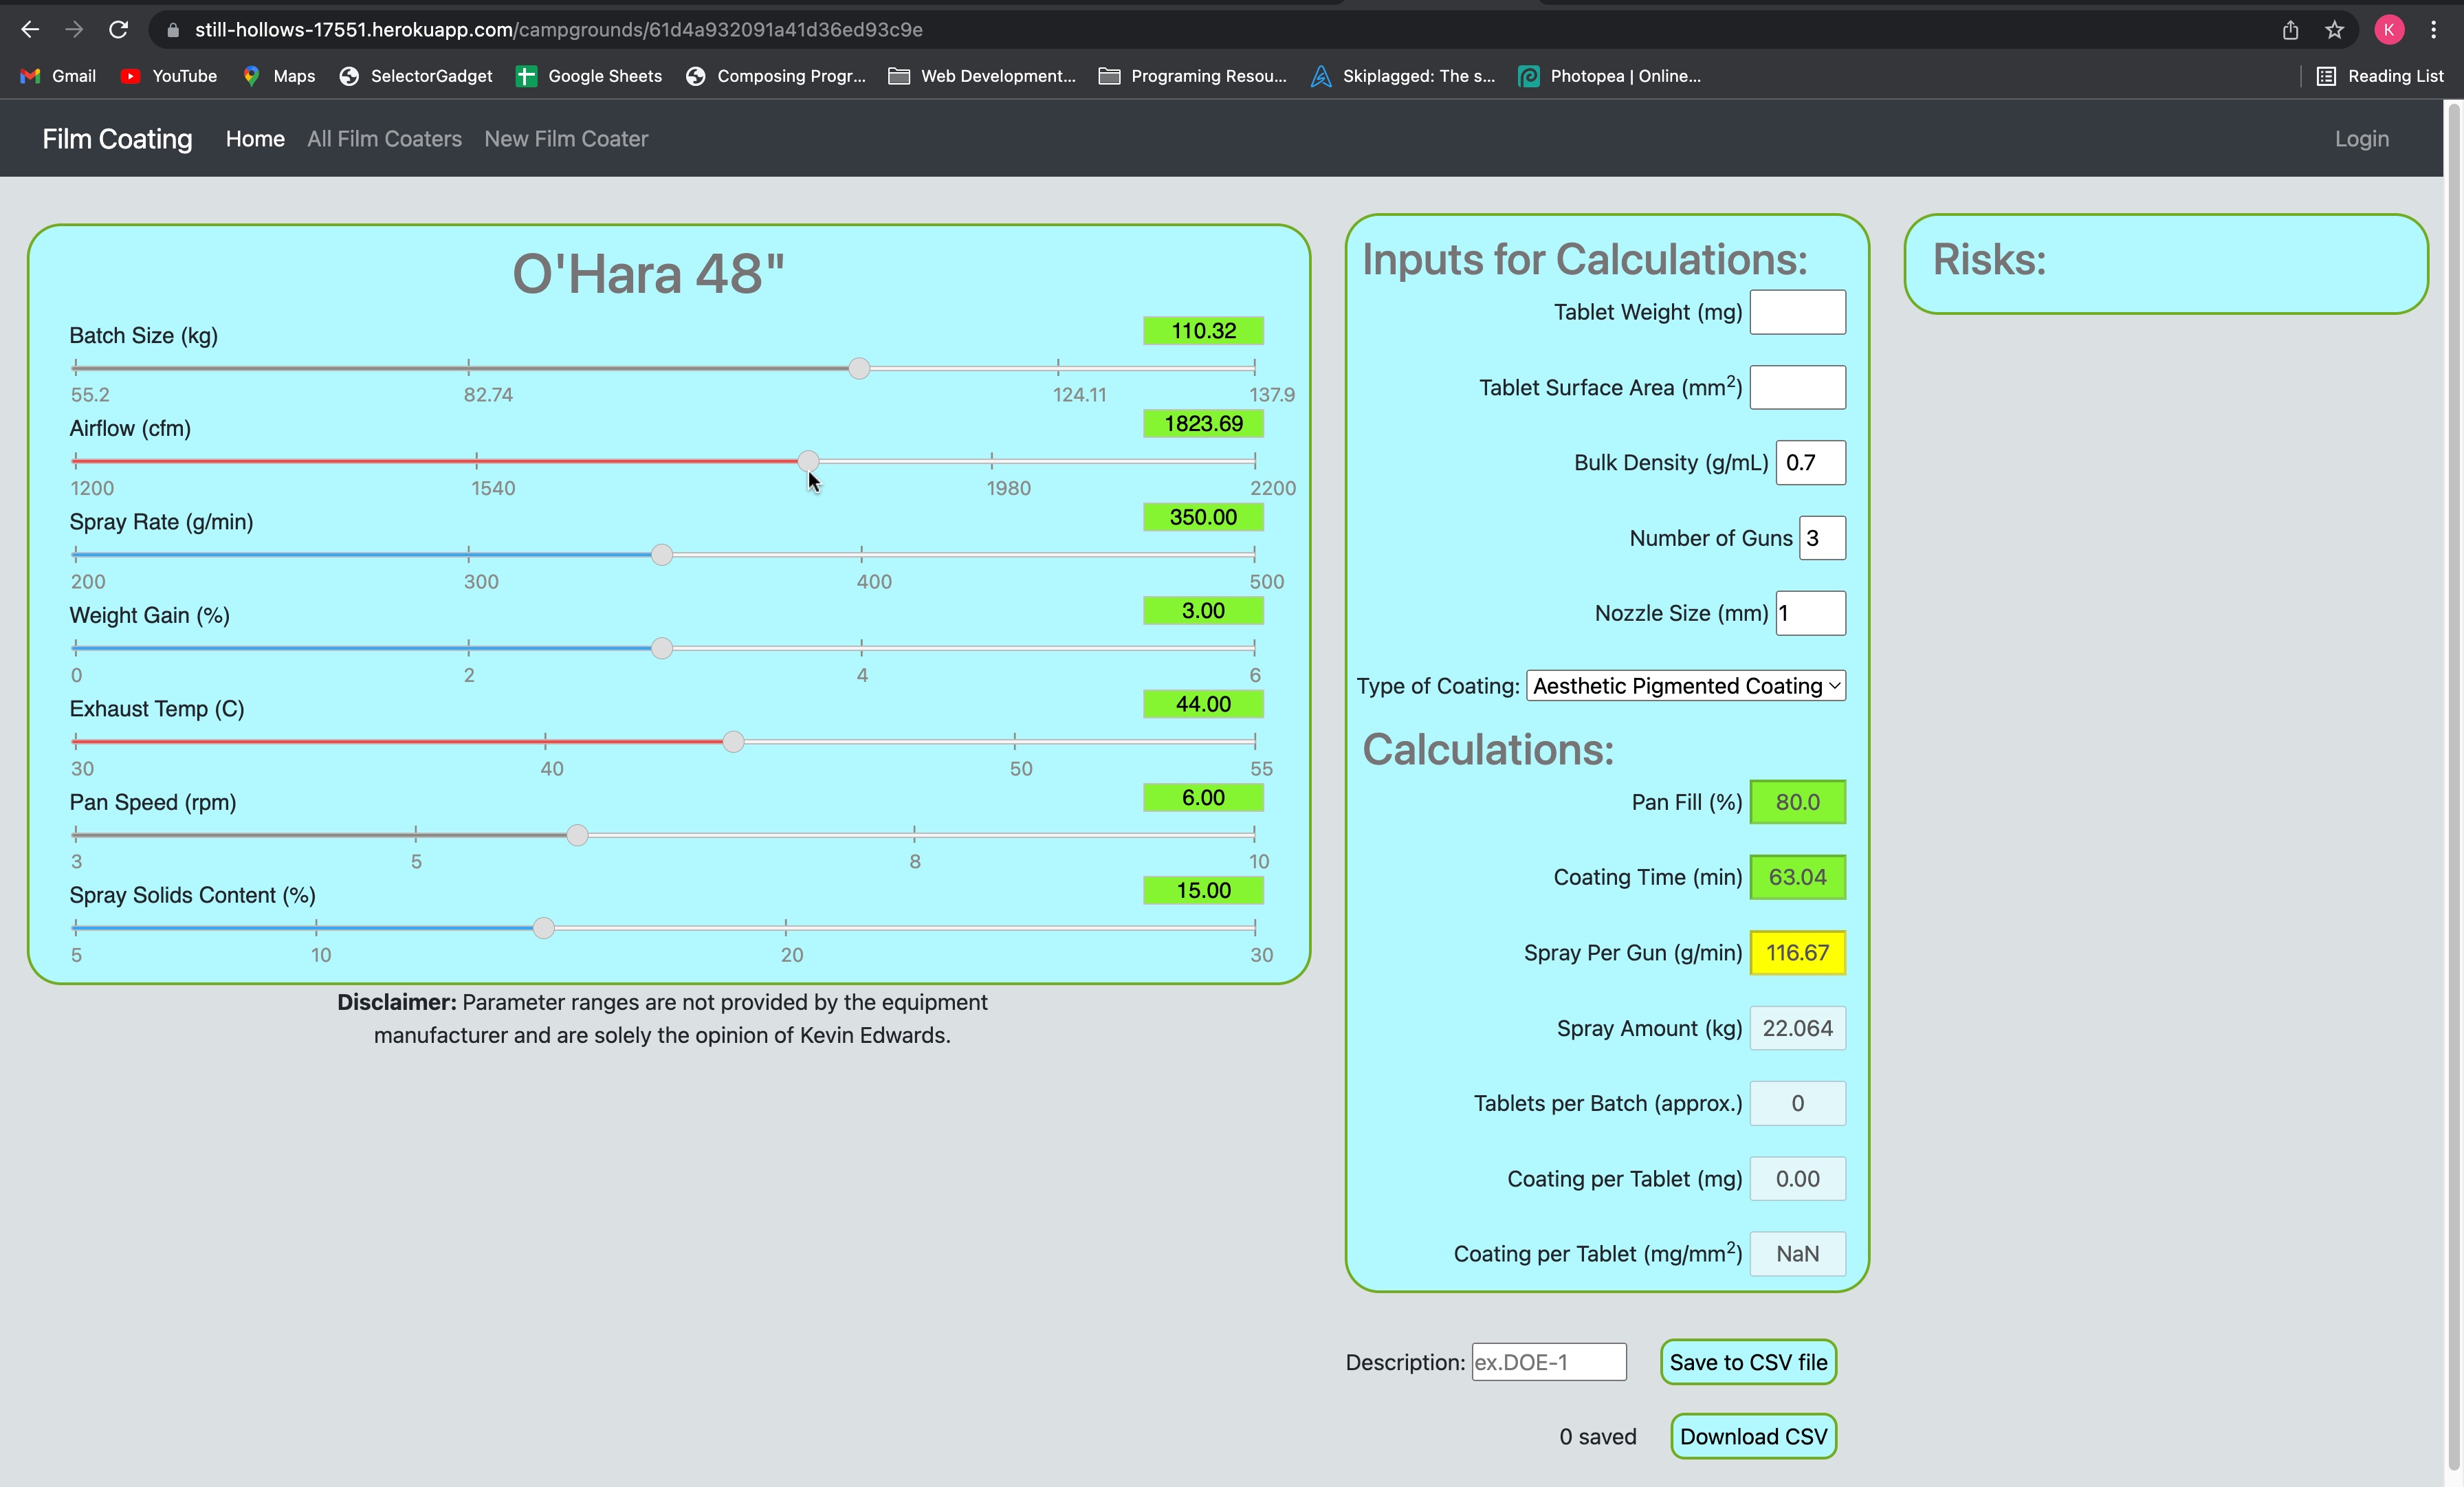 still-hollows-17551.herokuapp.com/campgrounds/61d4a932091a41d36ed93c9e
K
Gmail YouTube Maps SelectorGadget Google Sheets Composing Progr... Web Development... Programing Resou... Skiplagged: The s... Photopea | Online... Reading List
Film Coating Home All Film Coaters New Film Coater Login
O'Hara 48"
Batch Size (kg) 110.32
55.2 82.74 124.11 137.9
Airflow (cfm) 1823.69
1200 1540 1980 2200
Spray Rate (g/min) 350.00
200 300 400 500
Weight Gain (%) 3.00
0 2 4 6
Exhaust Temp (C) 44.00
30 40 50 55
Pan Speed (rpm) 6.00
3 5 8 10
Spray Solids Content (%) 15.00
5 10 20 30
Disclaimer: Parameter ranges are not provided by the equipment
manufacturer and are solely the opinion of Kevin Edwards.
Inputs for Calculations:
Tablet Weight (mg)
Tablet Surface Area (mm²)
Bulk Density (g/mL) 0.7
Number of Guns 3
Nozzle Size (mm) 1
Type of Coating: Aesthetic Pigmented Coating
Calculations:
Pan Fill (%) 80.0
Coating Time (min) 63.04
Spray Per Gun (g/min) 116.67
Spray Amount (kg) 22.064
Tablets per Batch (approx.) 0
Coating per Tablet (mg) 0.00
Coating per Tablet (mg/mm²) NaN
Description: ex.DOE-1 Save to CSV file
0 saved Download CSV
Risks: